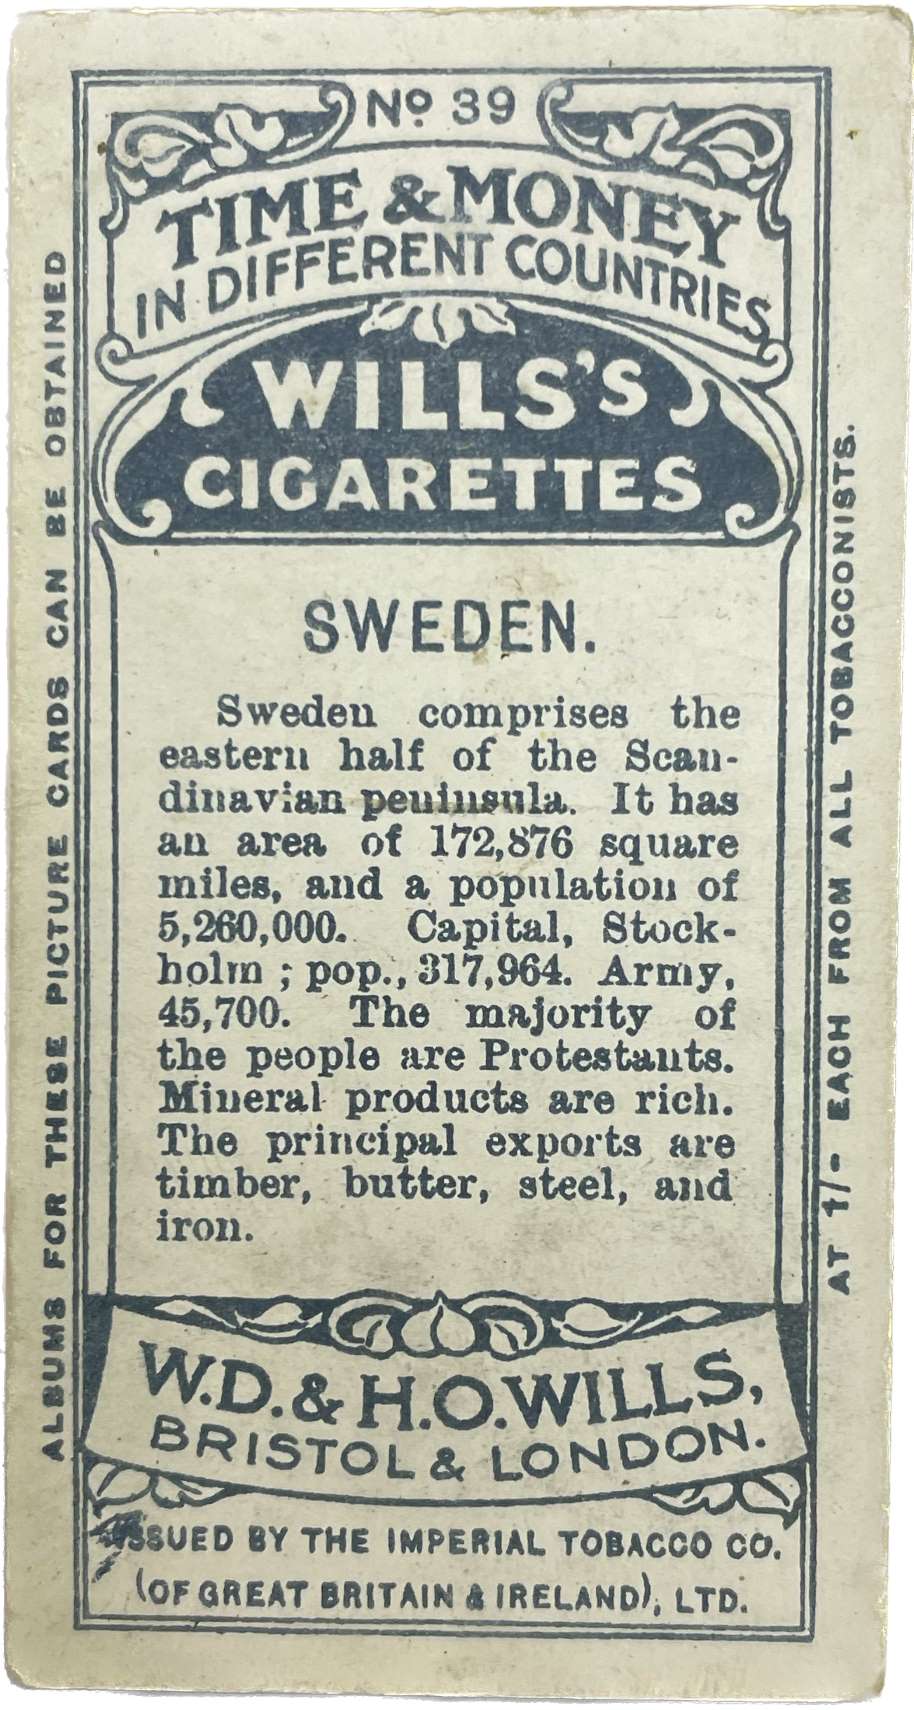 No. 39
TIME & MONEY
IN DIFFERENT COUNTRIES
WILLS'S
CIGARETTES
SWEDEN.
Sweden comprises the
eastern half of the Scan-
dinavian peninsula. It has
an area of 172,876 square
miles, and a population of
5,260,000. Capital, Stock-
holm ; pop., 317,964. Army,
45,700. The majority of
the people are Protestants.
Mineral products are rich.
The principal exports are
timber, butter, steel, and
iron.
W.D. & H.O. WILLS,
BRISTOL & LONDON.
ISSUED BY THE IMPERIAL TOBACCO CO.
(OF GREAT BRITAIN & IRELAND), LTD.
ALBUMS FOR THESE PICTURE CARDS CAN BE OBTAINED
AT 1/- EACH FROM ALL TOBACCONISTS.